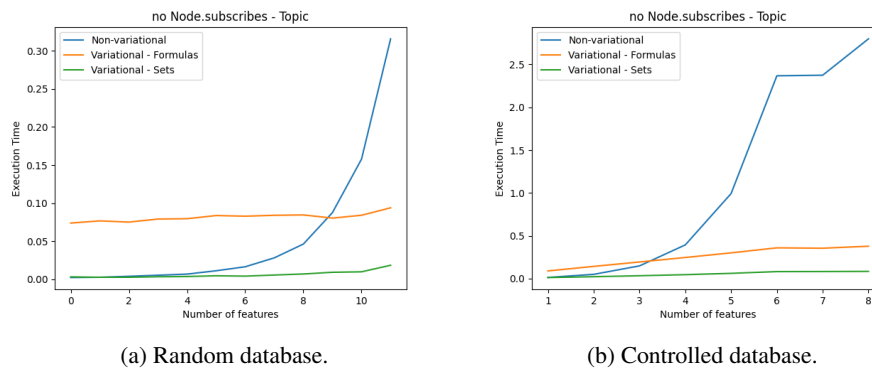 no Node.subscribes - Topic
Non-variational
Variational - Formulas
Variational - Sets
0.30
0.25
0.20
0.15
0.10
0.05
0.00
Execution Time
0 2 4 6 8 10
Number of features
(a) Random database.
no Node.subscribes - Topic
Non-variational
Variational - Formulas
Variational - Sets
2.5
2.0
1.5
1.0
0.5
0.0
Execution Time
1 2 3 4 5 6 7 8
Number of features
(b) Controlled database.